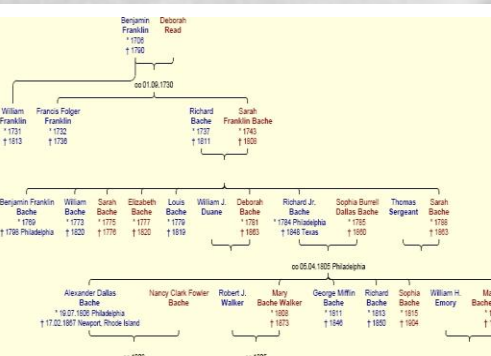 Benjamin Deborah
Franklin Read
* 1706
† 1790
co 01.09.1730
William Francis Folger Richard Sarah
Franklin Franklin Bache Franklin Bache
* 1731 * 1732 * 1737 * 1743
† 1813 † 1736 † 1811 † 1808
Benjamin Franklin William Sarah Elizabeth Louis William J. Deborah Richard Jr. Sophia Burrell Thomas Sarah
Bache Bache Bache Bache Bache Duane Bache Bache Dallas Bache Sergeant Bache
* 1769 * 1773 * 1775 * 1777 * 1779 * 1781 * 1784 Philadelphia * 1785 * 1788
† 1798 Philadelphia † 1820 † 1776 † 1820 † 1819 † 1863 † 1848 Texas † 1860 † 1863
co 05.04.1805 Philadelphia
Alexander Dallas Nancy Clark Fowler Robert J. Mary George Mifflin Richard Sophia William H.
Bache Bache Walker Bache Walker Bache Bache Bache Emory
* 19.07.1806 Philadelphia * 1808 * 1811 * 1813 * 1815
† 17.02.1867 Newport, Rhode Island † 1873 † 1846 † 1850 † 1904